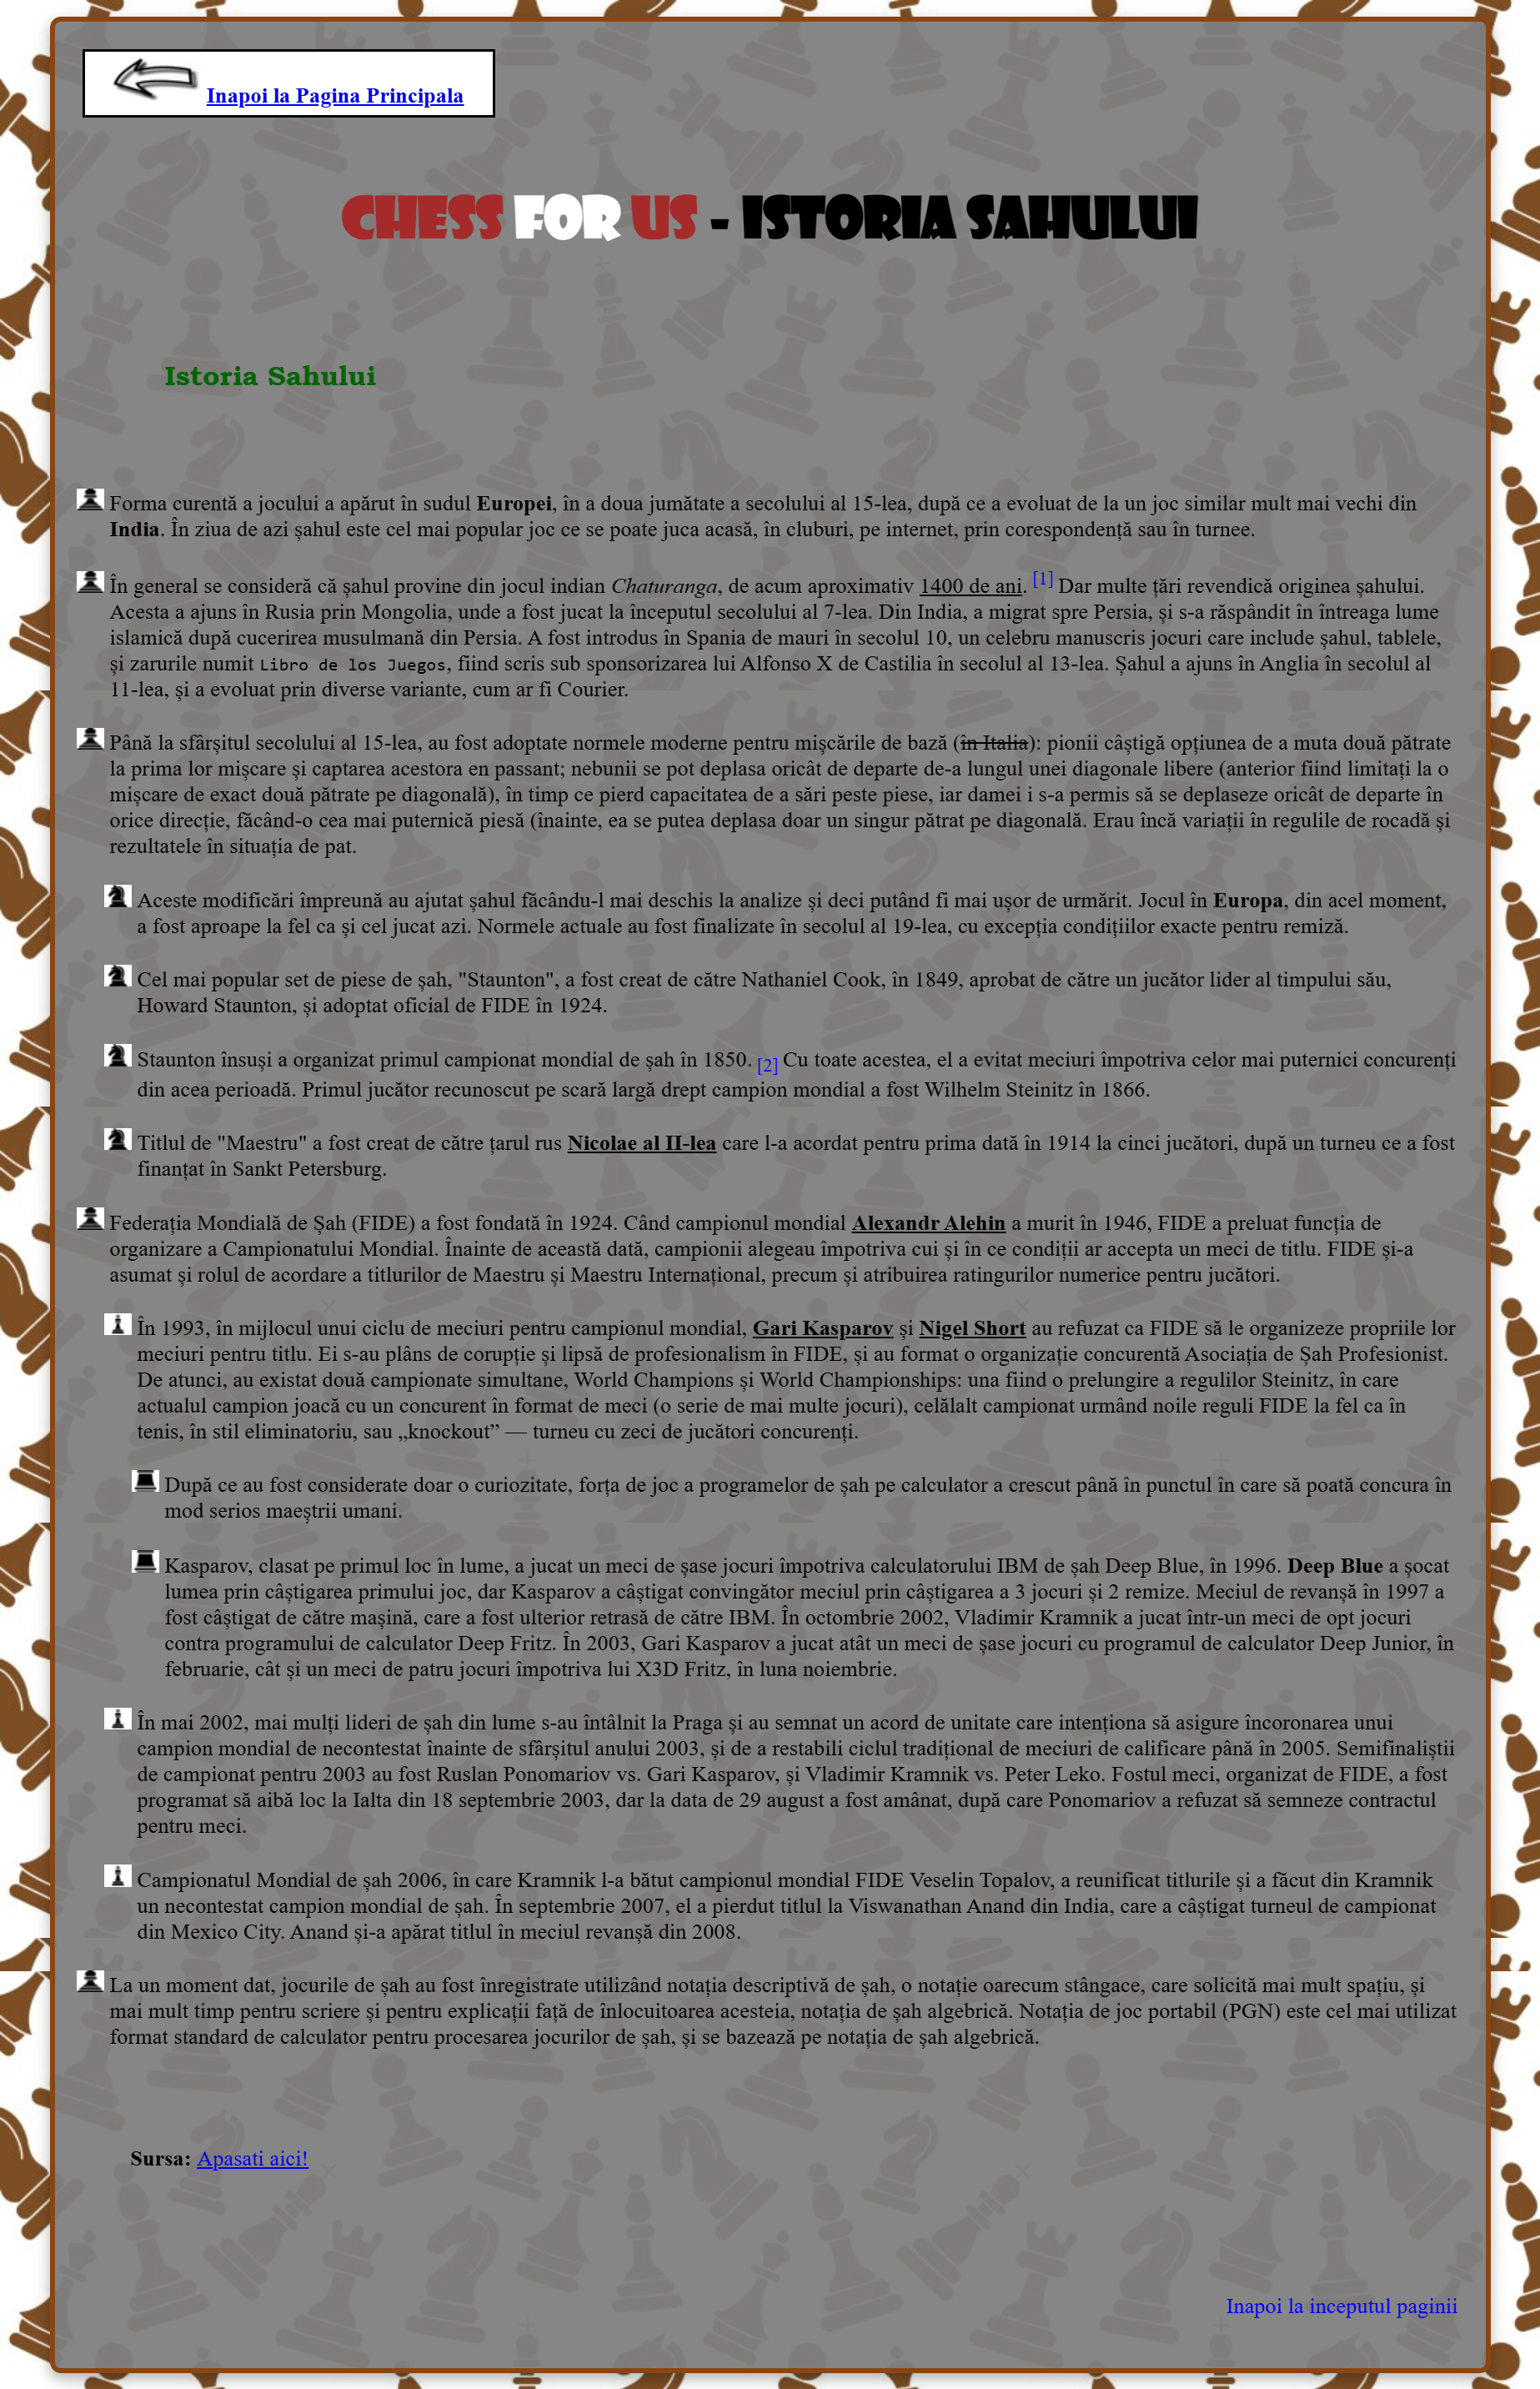 Inapoi la Pagina Principala
CHESS FOR US - ISTORIA SAHULUI
Istoria Sahului
Forma curentă a jocului a apărut în sudul Europei, în a doua jumătate a secolului al 15-lea, după ce a evoluat de la un joc similar mult mai vechi din
India. În ziua de azi șahul este cel mai popular joc ce se poate juca acasă, în cluburi, pe internet, prin corespondență sau în turnee.
În general se consideră că șahul provine din jocul indian Chaturanga, de acum aproximativ 1400 de ani. [1] Dar multe țări revendică originea șahului.
Acesta a ajuns în Rusia prin Mongolia, unde a fost jucat la începutul secolului al 7-lea. Din India, a migrat spre Persia, și s-a răspândit în întreaga lume
islamică după cucerirea musulmană din Persia. A fost introdus în Spania de mauri în secolul 10, un celebru manuscris jocuri care include șahul, tablele,
și zarurile numit Libro de los Juegos, fiind scris sub sponsorizarea lui Alfonso X de Castilia în secolul al 13-lea. Șahul a ajuns în Anglia în secolul al
11-lea, și a evoluat prin diverse variante, cum ar fi Courier.
Până la sfârșitul secolului al 15-lea, au fost adoptate normele moderne pentru mișcările de bază (în Italia): pionii câștigă opțiunea de a muta două pătrate
la prima lor mișcare și captarea acestora en passant; nebunii se pot deplasa oricât de departe de-a lungul unei diagonale libere (anterior fiind limitați la o
mișcare de exact două pătrate pe diagonală), în timp ce pierd capacitatea de a sări peste piese, iar damei i s-a permis să se deplaseze oricât de departe în
orice direcție, făcând-o cea mai puternică piesă (înainte, ea se putea deplasa doar un singur pătrat pe diagonală. Erau încă variații în regulile de rocadă și
rezultatele în situația de pat.
Aceste modificări împreună au ajutat șahul făcându-l mai deschis la analize și deci putând fi mai ușor de urmărit. Jocul în Europa, din acel moment,
a fost aproape la fel ca și cel jucat azi. Normele actuale au fost finalizate în secolul al 19-lea, cu excepția condițiilor exacte pentru remiză.
Cel mai popular set de piese de șah, "Staunton", a fost creat de către Nathaniel Cook, în 1849, aprobat de către un jucător lider al timpului său,
Howard Staunton, și adoptat oficial de FIDE în 1924.
Staunton însuși a organizat primul campionat mondial de șah în 1850. [2] Cu toate acestea, el a evitat meciuri împotriva celor mai puternici concurenți
din acea perioadă. Primul jucător recunoscut pe scară largă drept campion mondial a fost Wilhelm Steinitz în 1866.
Titlul de "Maestru" a fost creat de către țarul rus Nicolae al II-lea care l-a acordat pentru prima dată în 1914 la cinci jucători, după un turneu ce a fost
finanțat în Sankt Petersburg.
Federația Mondială de Șah (FIDE) a fost fondată în 1924. Când campionul mondial Alexandr Alehin a murit în 1946, FIDE a preluat funcția de
organizare a Campionatului Mondial. Înainte de această dată, campionii alegeau împotriva cui și în ce condiții ar accepta un meci de titlu. FIDE și-a
asumat și rolul de acordare a titlurilor de Maestru și Maestru Internațional, precum și atribuirea ratingurilor numerice pentru jucători.
În 1993, în mijlocul unui ciclu de meciuri pentru campionul mondial, Gari Kasparov și Nigel Short au refuzat ca FIDE să le organizeze propriile lor
meciuri pentru titlu. Ei s-au plâns de corupție și lipsă de profesionalism în FIDE, și au format o organizație concurentă Asociația de Șah Profesionist.
De atunci, au existat două campionate simultane, World Champions și World Championships: una fiind o prelungire a regulilor Steinitz, în care
actualul campion joacă cu un concurent în format de meci (o serie de mai multe jocuri), celălalt campionat urmând noile reguli FIDE la fel ca în
tenis, în stil eliminatoriu, sau „knockout” — turneu cu zeci de jucători concurenți.
După ce au fost considerate doar o curiozitate, forța de joc a programelor de șah pe calculator a crescut până în punctul în care să poată concura în
mod serios maeștrii umani.
Kasparov, clasat pe primul loc în lume, a jucat un meci de șase jocuri împotriva calculatorului IBM de șah Deep Blue, în 1996. Deep Blue a șocat
lumea prin câștigarea primului joc, dar Kasparov a câștigat convingător meciul prin câștigarea a 3 jocuri și 2 remize. Meciul de revanșă în 1997 a
fost câștigat de către mașină, care a fost ulterior retrasă de către IBM. În octombrie 2002, Vladimir Kramnik a jucat într-un meci de opt jocuri
contra programului de calculator Deep Fritz. În 2003, Gari Kasparov a jucat atât un meci de șase jocuri cu programul de calculator Deep Junior, în
februarie, cât și un meci de patru jocuri împotriva lui X3D Fritz, în luna noiembrie.
În mai 2002, mai mulți lideri de șah din lume s-au întâlnit la Praga și au semnat un acord de unitate care intenționa să asigure încoronarea unui
campion mondial de necontestat înainte de sfârșitul anului 2003, și de a restabili ciclul tradițional de meciuri de calificare până în 2005. Semifinaliștii
de campionat pentru 2003 au fost Ruslan Ponomariov vs. Gari Kasparov, și Vladimir Kramnik vs. Peter Leko. Fostul meci, organizat de FIDE, a fost
programat să aibă loc la Ialta din 18 septembrie 2003, dar la data de 29 august a fost amânat, după care Ponomariov a refuzat să semneze contractul
pentru meci.
Campionatul Mondial de șah 2006, în care Kramnik l-a bătut campionul mondial FIDE Veselin Topalov, a reunificat titlurile și a făcut din Kramnik
un necontestat campion mondial de șah. În septembrie 2007, el a pierdut titlul la Viswanathan Anand din India, care a câștigat turneul de campionat
din Mexico City. Anand și-a apărat titlul în meciul revanșă din 2008.
La un moment dat, jocurile de șah au fost înregistrate utilizând notația descriptivă de șah, o notație oarecum stângace, care solicită mai mult spațiu, și
mai mult timp pentru scriere și pentru explicații față de înlocuitoarea acesteia, notația de șah algebrică. Notația de joc portabil (PGN) este cel mai utilizat
format standard de calculator pentru procesarea jocurilor de șah, și se bazează pe notația de șah algebrică.
Sursa: Apasati aici!
Inapoi la inceputul paginii